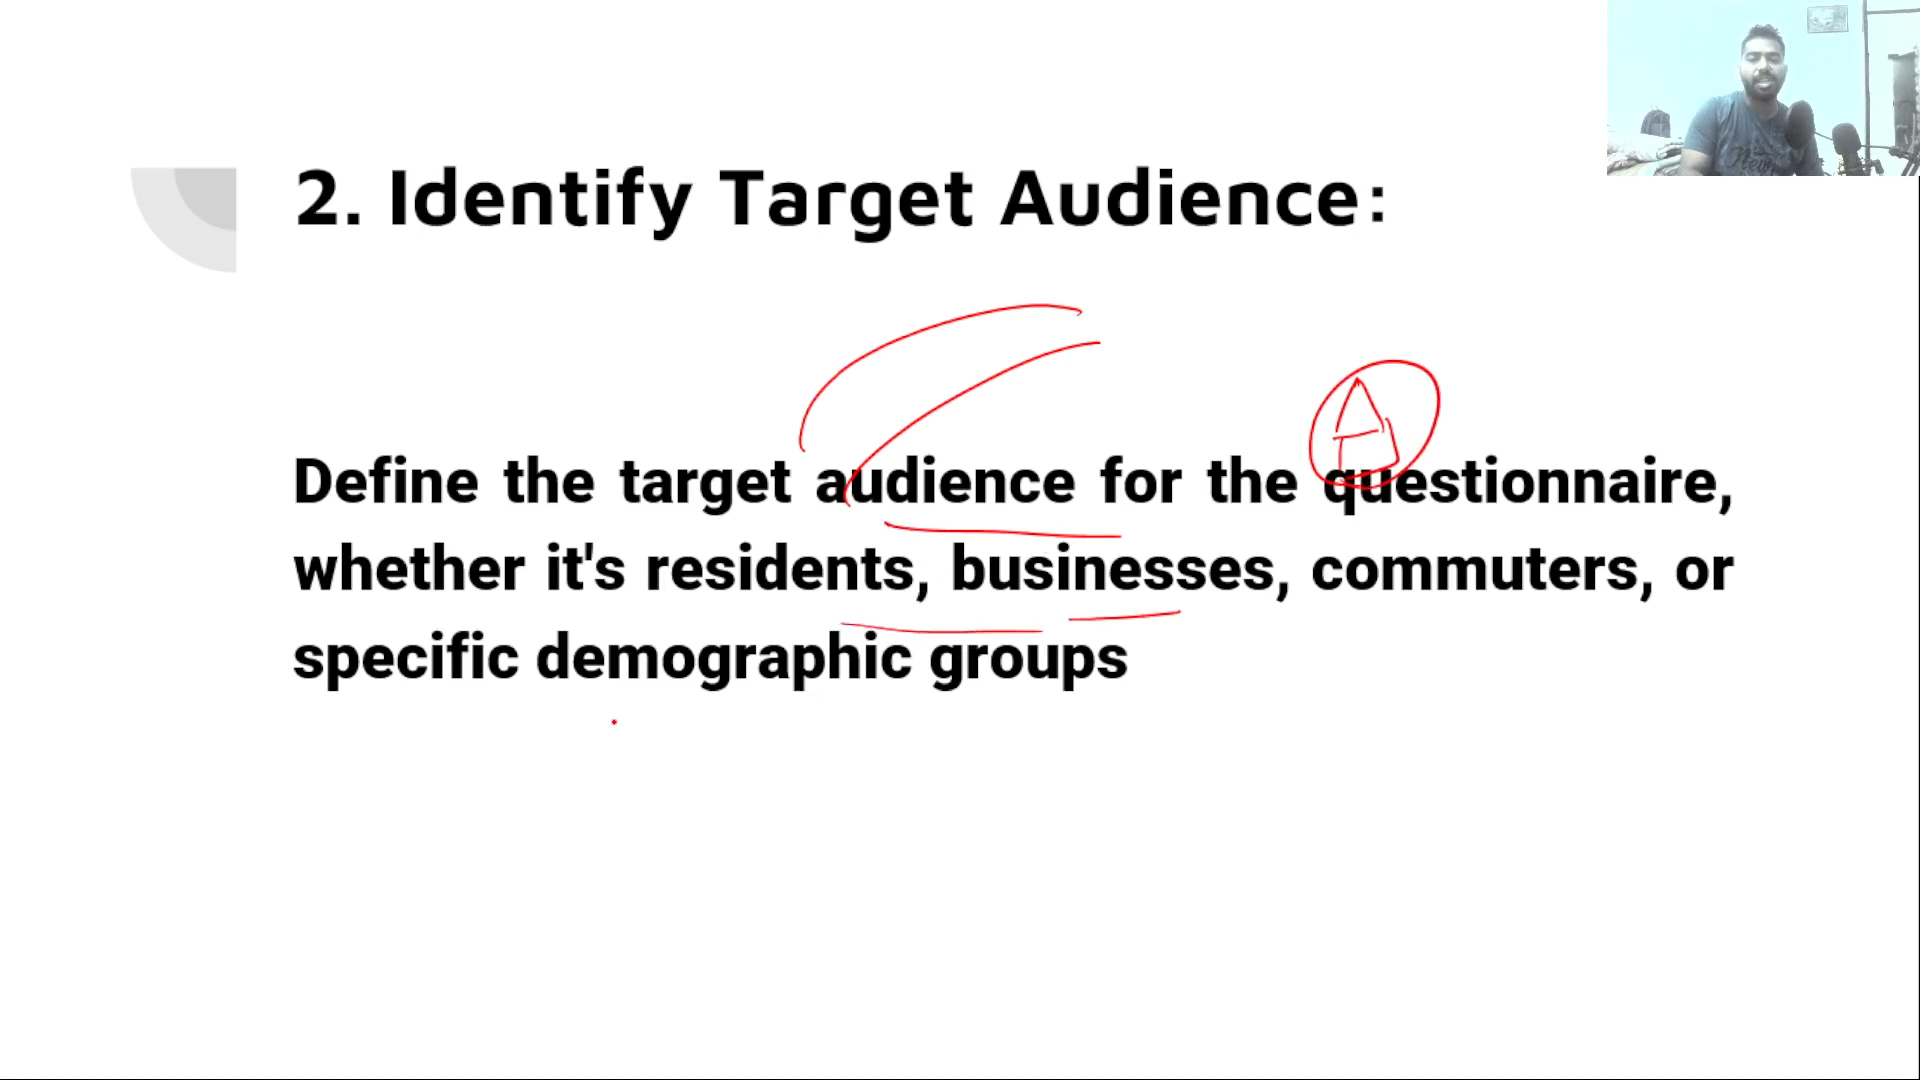 2. Identify Target Audience:
Define the target audience for the questionnaire,
whether it's residents, businesses, commuters, or
specific demographic groups